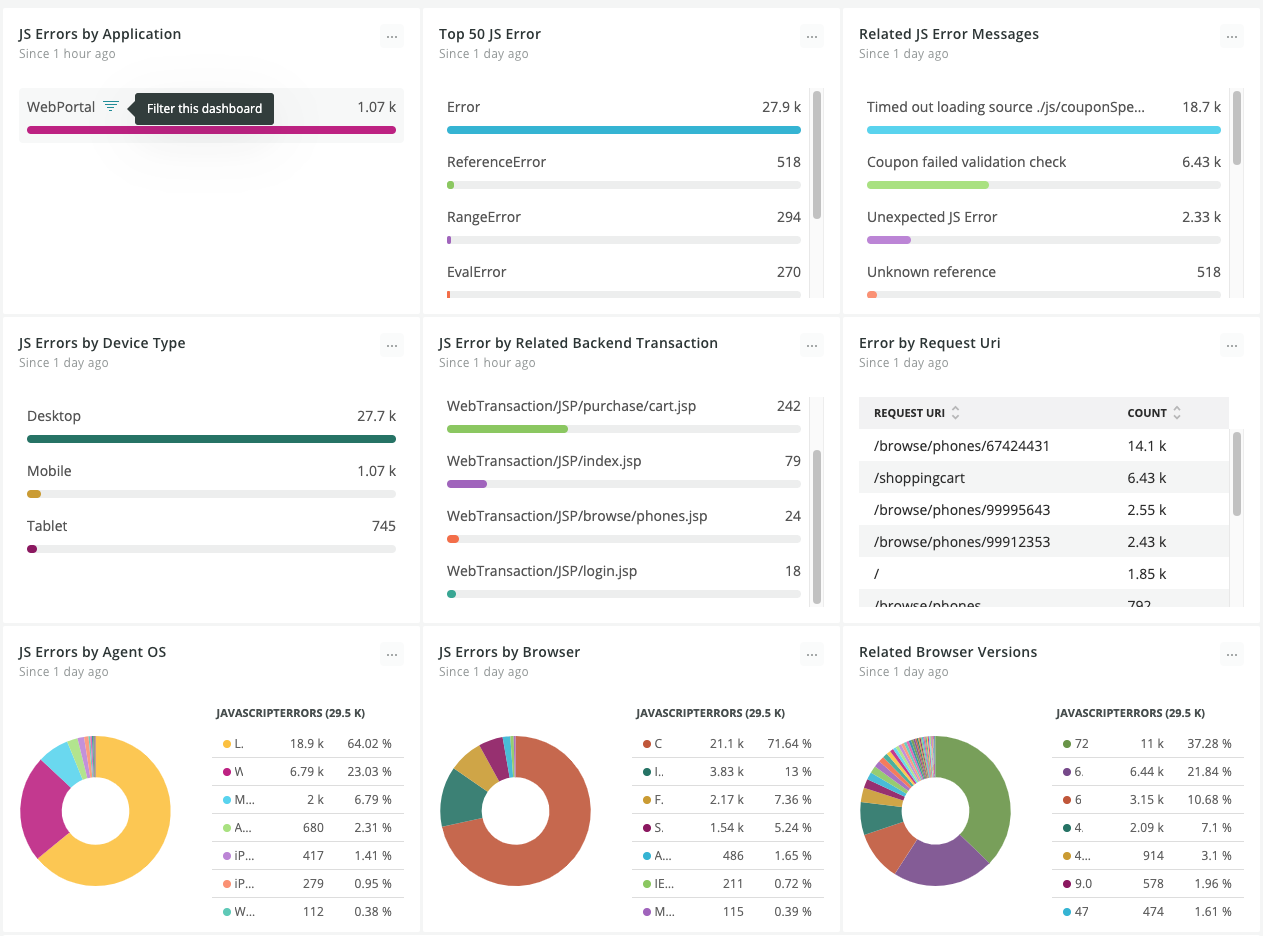 JS Errors by Application
...
Since 1 hour ago
WebPortal
Filter this dashboard
1.07 k
Top 50 JS Error
...
Since 1 day ago
Error 27.9 k
ReferenceError 518
RangeError 294
EvalError 270
Related JS Error Messages
...
Since 1 day ago
Timed out loading source ./js/couponSpe... 18.7 k
Coupon failed validation check 6.43 k
Unexpected JS Error 2.33 k
Unknown reference 518
JS Errors by Device Type
...
Since 1 day ago
Desktop 27.7 k
Mobile 1.07 k
Tablet 745
JS Error by Related Backend Transaction
...
Since 1 hour ago
WebTransaction/JSP/purchase/cart.jsp 242
WebTransaction/JSP/index.jsp 79
WebTransaction/JSP/browse/phones.jsp 24
WebTransaction/JSP/login.jsp 18
Error by Request Uri
...
Since 1 day ago
REQUEST URI COUNT
/browse/phones/67424431 14.1 k
/shoppingcart 6.43 k
/browse/phones/99995643 2.55 k
/browse/phones/99912353 2.43 k
/ 1.85 k
/browse/phones 792
JS Errors by Agent OS
...
Since 1 day ago
JAVASCRIPTERRORS (29.5 K)
L. 18.9 k 64.02 %
W 6.79 k 23.03 %
M... 2 k 6.79 %
A... 680 2.31 %
iP... 417 1.41 %
iP... 279 0.95 %
W... 112 0.38 %
JS Errors by Browser
...
Since 1 day ago
JAVASCRIPTERRORS (29.5 K)
C 21.1 k 71.64 %
I.. 3.83 k 13 %
F. 2.17 k 7.36 %
S. 1.54 k 5.24 %
A... 486 1.65 %
IE... 211 0.72 %
M... 115 0.39 %
Related Browser Versions
...
Since 1 day ago
JAVASCRIPTERRORS (29.5 K)
72 11 k 37.28 %
6. 6.44 k 21.84 %
6 3.15 k 10.68 %
4. 2.09 k 7.1 %
4... 914 3.1 %
9.0 578 1.96 %
47 474 1.61 %